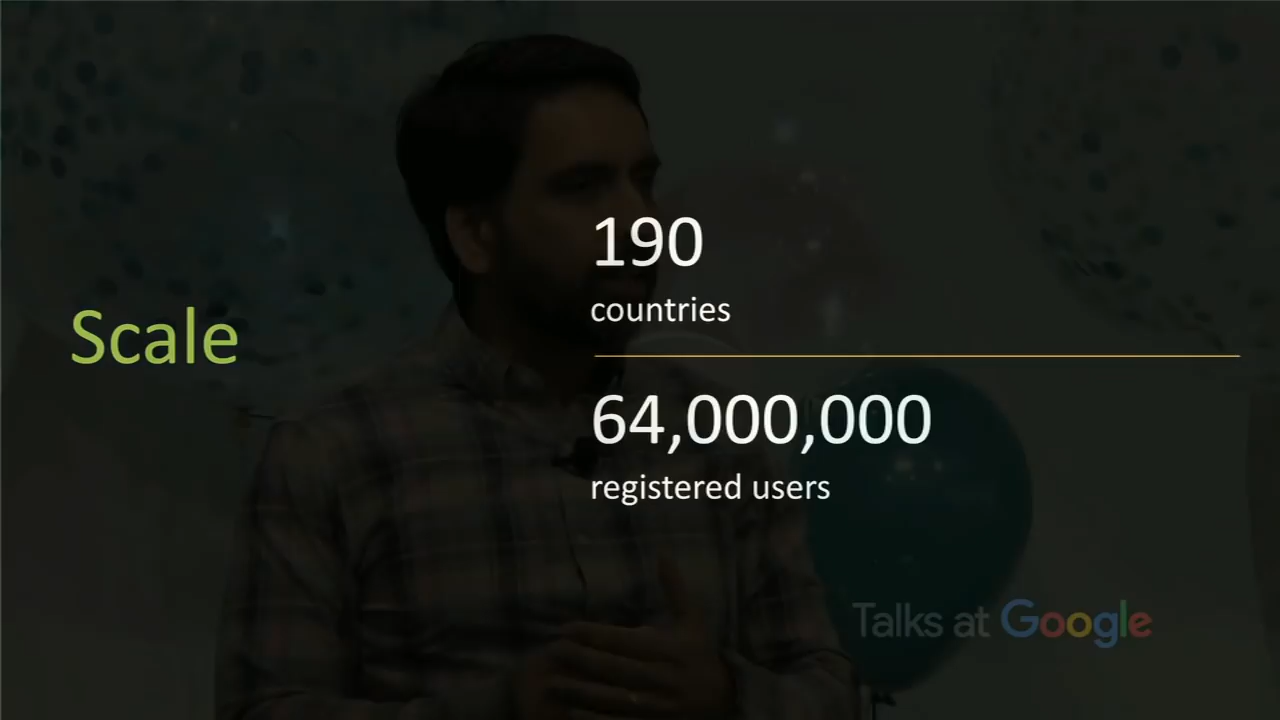 Scale
190
countries
64,000,000
registered users
Talks at Google